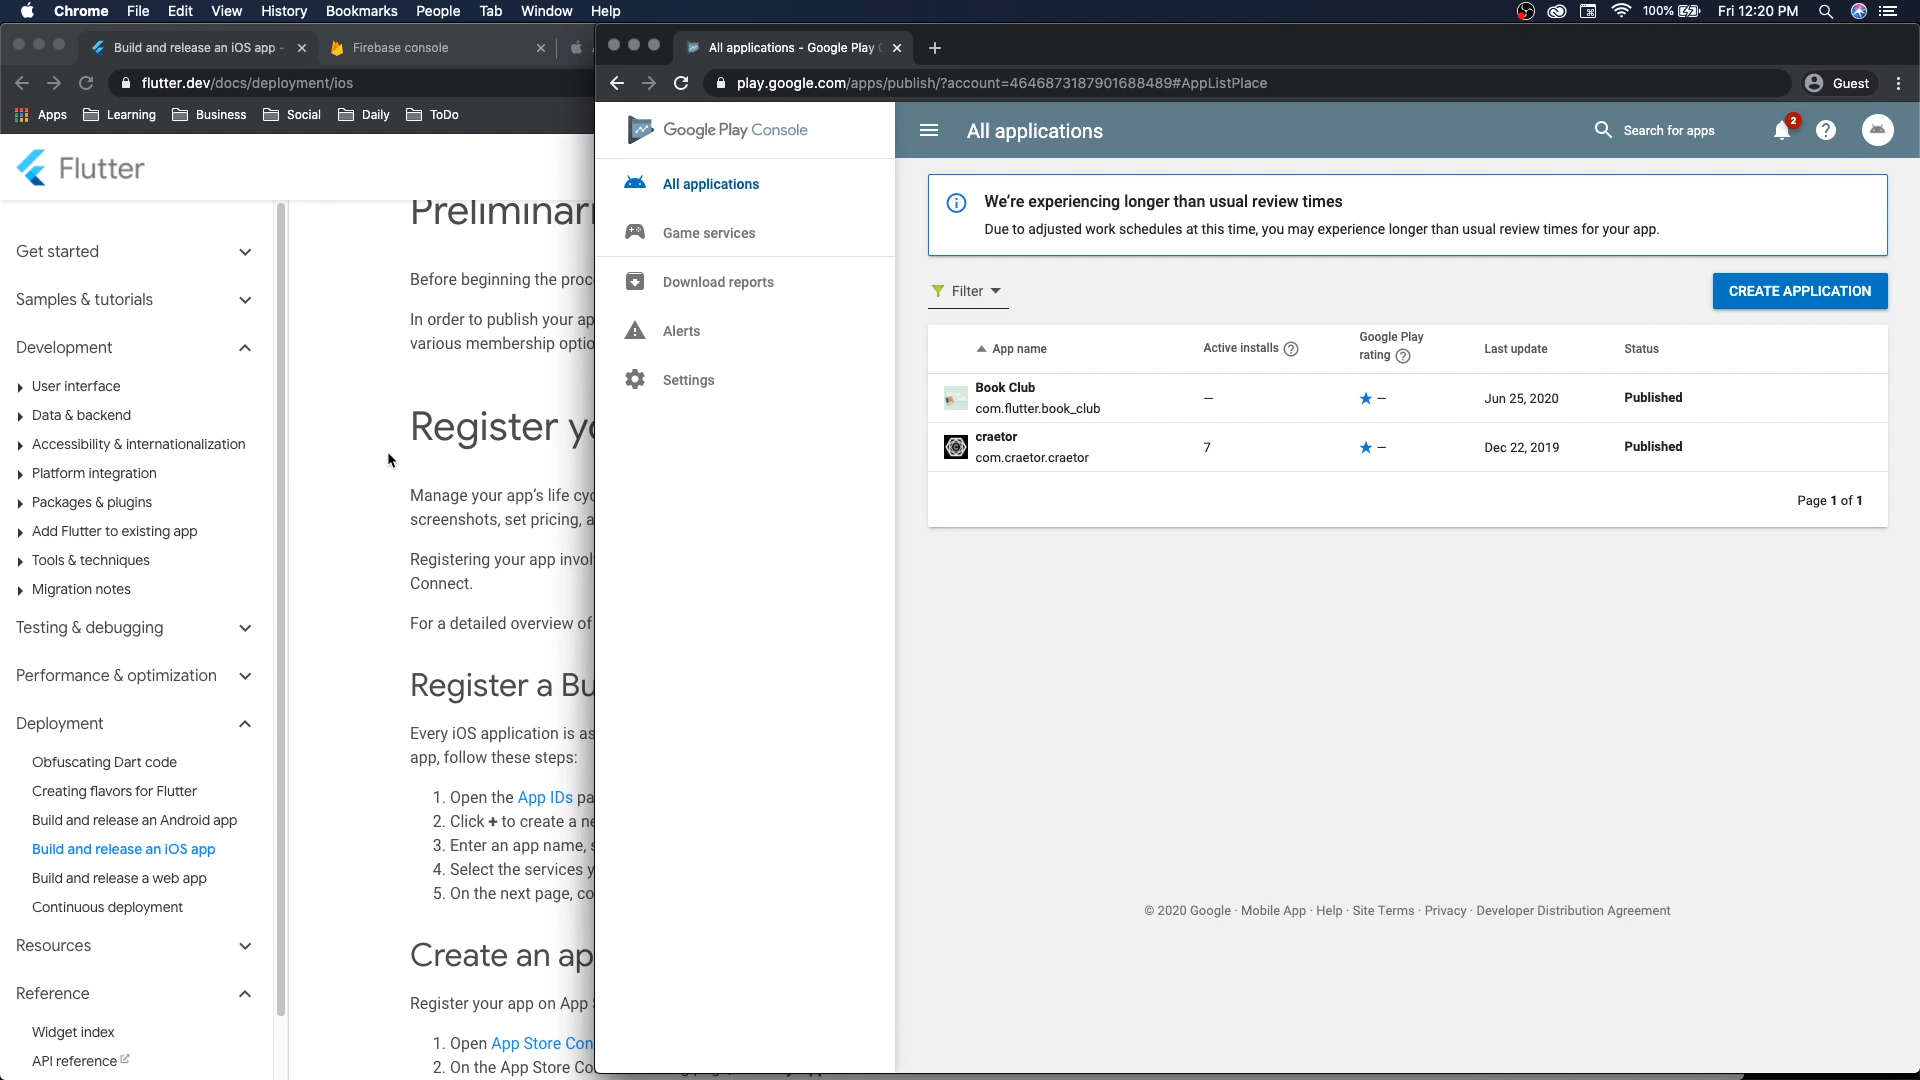 Chrome File Edit View History Bookmarks People Tab Window Help
100% Fri 12:20 PM
Build and release an iOS app -
Firebase console
flutter.dev/docs/deployment/ios
Apps Learning Business Social Daily ToDo
Flutter
Get started
Samples & tutorials
Development
User interface
Data & backend
Accessibility & internationalization
Platform integration
Packages & plugins
Add Flutter to existing app
Tools & techniques
Migration notes
Testing & debugging
Performance & optimization
Deployment
Obfuscating Dart code
Creating flavors for Flutter
Build and release an Android app
Build and release an iOS app
Build and release a web app
Continuous deployment
Resources
Reference
Widget index
API reference
Before beginning the
In order to publish your
various membership
Register
Manage your app's life
screenshots, set pricing,
Registering your app
Connect.
For a detailed overview of
Register a
Every iOS application is
app, follow these steps:
1. Open the App IDs
2. Click + to create a
3. Enter an app name,
4. Select the services
5. On the next page,
Create an
Register your app on App
1. Open App Store
2. On the App Store
All applications - Google Play
play.google.com/apps/publish/?account=4646873187901688489#AppListPlace
Guest
Google Play Console
All applications
Game services
Download reports
Alerts
Settings
All applications
Search for apps
2
We're experiencing longer than usual review times
Due to adjusted work schedules at this time, you may experience longer than usual review times for your app.
Filter
CREATE APPLICATION
App name Active installs Google Play rating Last update Status
Book Club
com.flutter.book_club
– – Jun 25, 2020 Published
craetor
com.craetor.craetor
7 – Dec 22, 2019 Published
Page 1 of 1
© 2020 Google · Mobile App · Help · Site Terms · Privacy · Developer Distribution Agreement